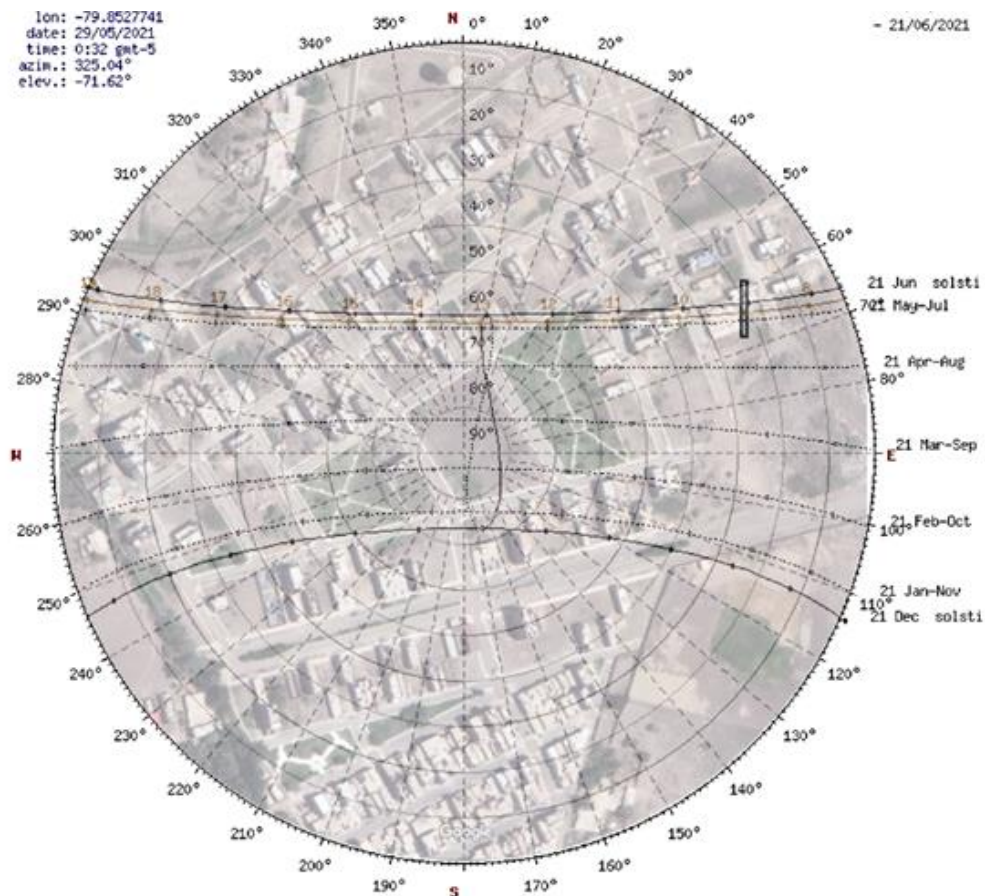 lon: -79.8527741
date: 29/05/2021
time: 0:32 gmt-5
azim.: 325.04°
elev.: -71.62°
- 21/06/2021
N
350° 0° 10°
340° 20°
330° 30°
320° 40°
310° 50°
300° 60°
290°
280° 80°
260° 100°
250° 110°
240° 120°
230° 130°
220° 140°
210° 150°
200° 160°
190° 170°
W
E
S
10°
20°
30°
40°
50°
60°
70°
80°
90°
18 17 16 15 14 12 11 10 8
21 Jun solsti
21 May-Jul
21 Apr-Aug
21 Mar-Sep
21 Feb-Oct
21 Jan-Nov
21 Dec solsti
Google